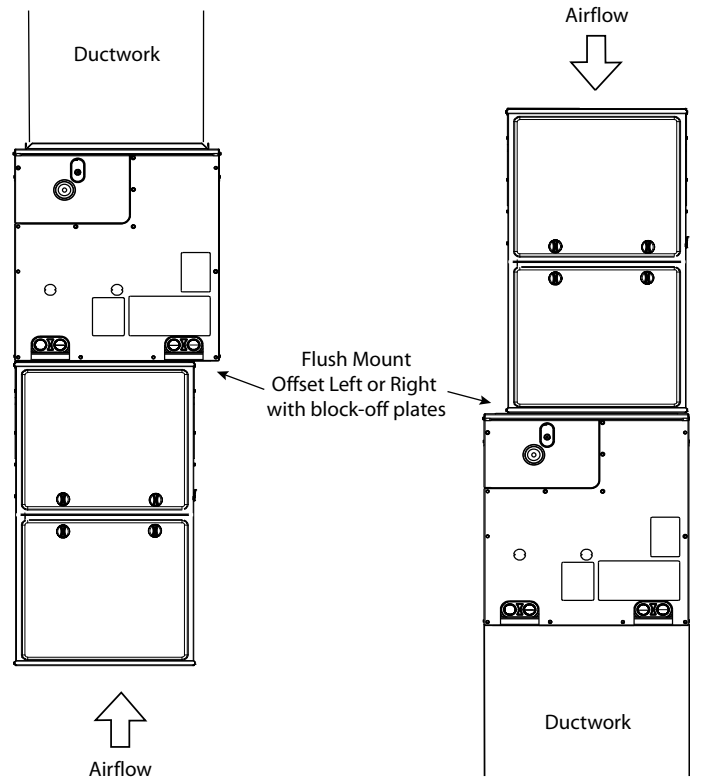 Ductwork
Airflow
Flush Mount
Offset Left or Right
with block-off plates
Ductwork
Airflow